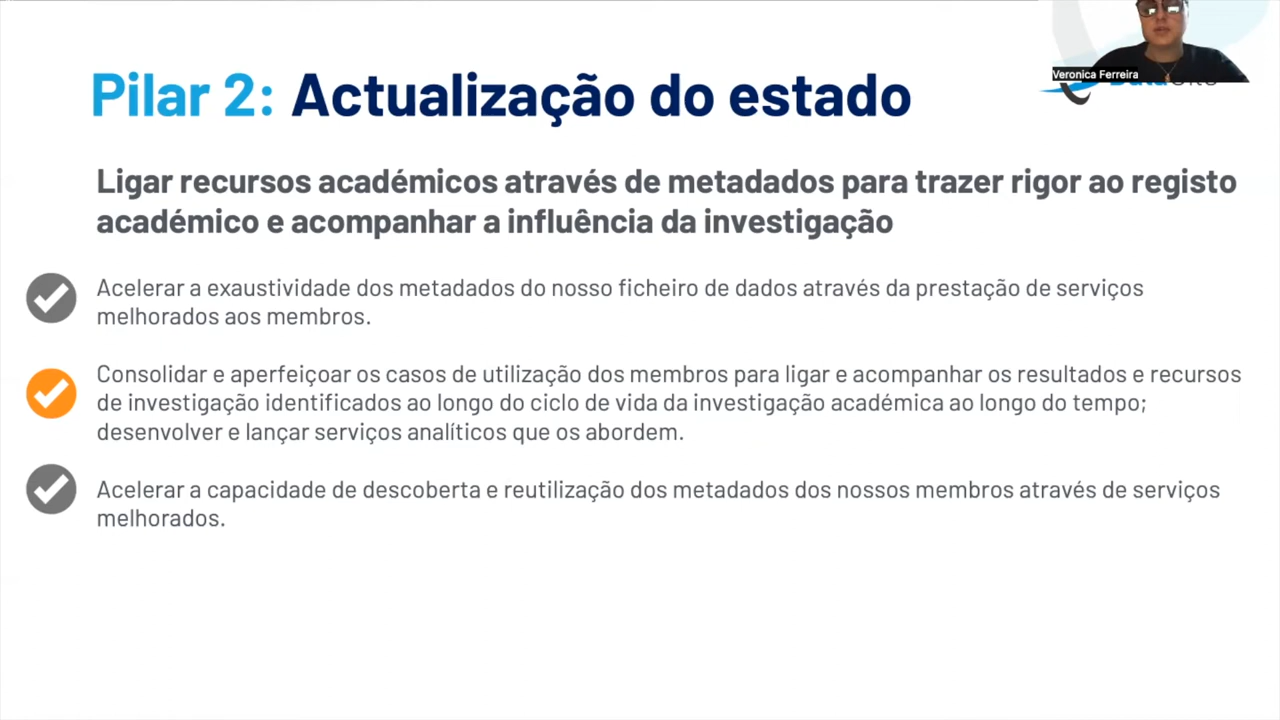 Pilar 2: Actualização do estado
Veronica Ferreira
Ligar recursos académicos através de metadados para trazer rigor ao registo
académico e acompanhar a influência da investigação
Acelerar a exaustividade dos metadados do nosso ficheiro de dados através da prestação de serviços
melhorados aos membros.
Consolidar e aperfeiçoar os casos de utilização dos membros para ligar e acompanhar os resultados e recursos
de investigação identificados ao longo do ciclo de vida da investigação académica ao longo do tempo;
desenvolver e lançar serviços analíticos que os abordem.
Acelerar a capacidade de descoberta e reutilização dos metadados dos nossos membros através de serviços
melhorados.